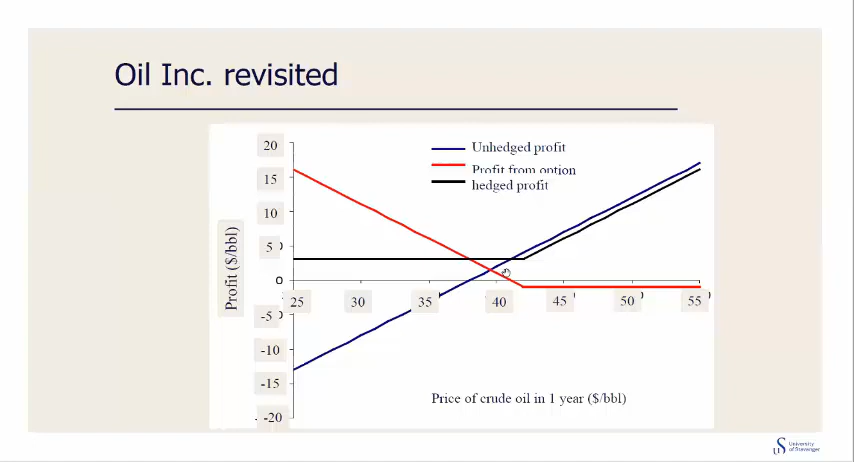 Oil Inc. revisited
Unhedged profit
Profit from option
hedged profit
20
15
10
5
0
-5
-10
-15
-20
Profit ($/bbl)
25 30 35 40 45 50 55
Price of crude oil in 1 year ($/bbl)
US University
of Stavanger